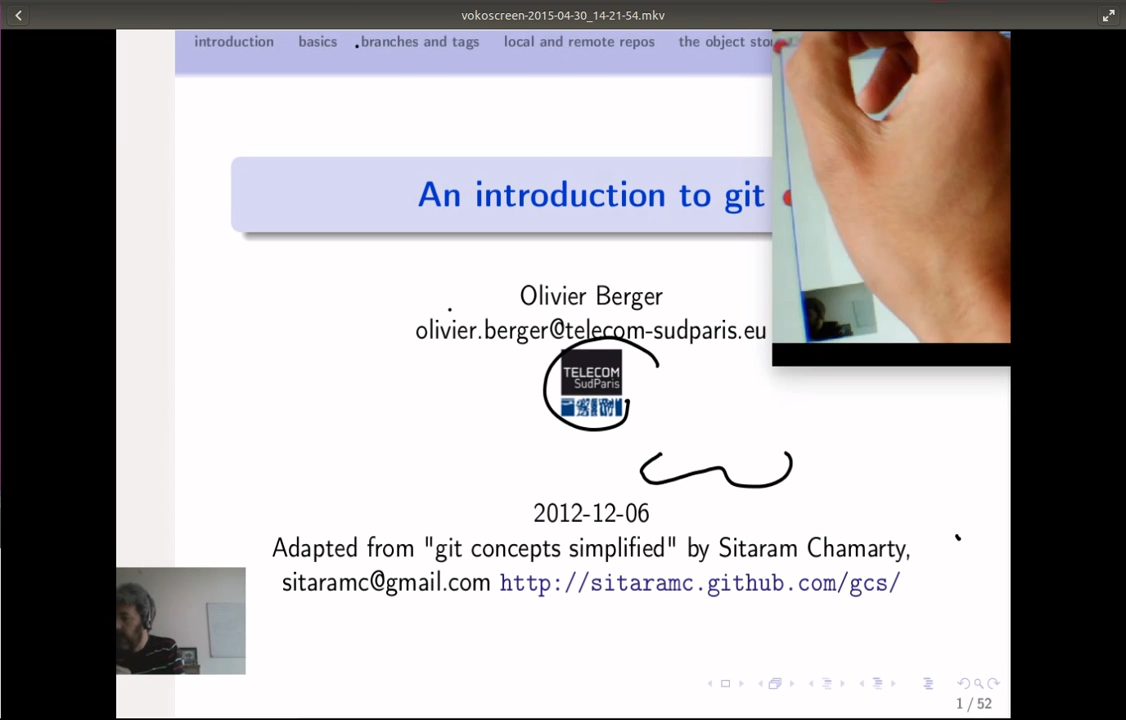 vokoscreen-2015-04-30_14-21-54.mkv
introduction basics branches and tags local and remote repos the object
An introduction to git
Olivier Berger
olivier.berger@telecom-sudparis.eu
TELECOM
SudParis
2012-12-06
Adapted from "git concepts simplified" by Sitaram Chamarty,
sitaramc@gmail.com http://sitaramc.github.com/gcs/
1 / 52